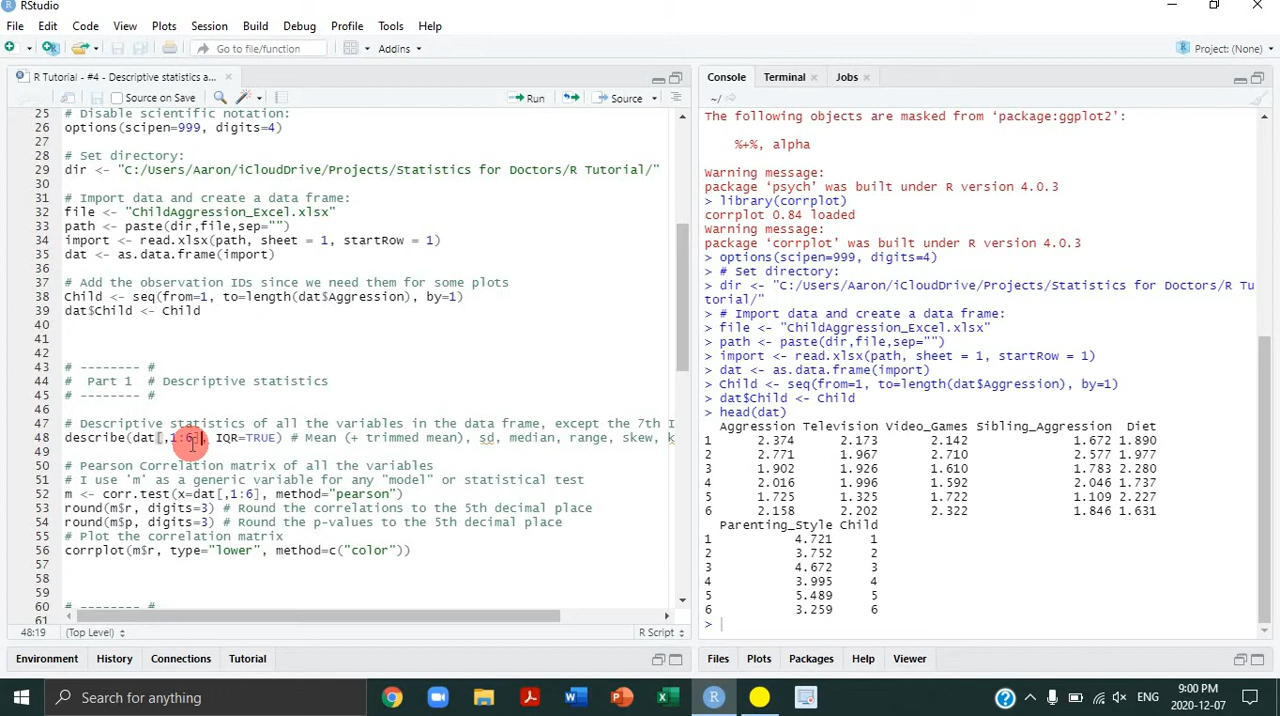 RStudio
File Edit Code View Plots Session Build Debug Profile Tools Help
Go to file/function Addins Project: (None)
R Tutorial - #4 - Descriptive statistics a...
Source on Save Run Source
25 # Disable scientific notation:
26 options(scipen=999, digits=4)
27
28 # Set directory:
29 dir <- "C:/Users/Aaron/iCloudDrive/Projects/Statistics for Doctors/R Tutorial/"
30
31 # Import data and create a data frame:
32 file <- "ChildAggression_Excel.xlsx"
33 path <- paste(dir,file,sep="")
34 import <- read.xlsx(path, sheet = 1, startRow = 1)
35 dat <- as.data.frame(import)
36
37 # Add the observation IDs since we need them for some plots
38 Child <- seq(from=1, to=length(dat$Aggression), by=1)
39 dat$Child <- Child
40
41
42
43 # -------- #
44 # Part 1 # Descriptive statistics
45 # -------- #
46
47 # Descriptive statistics of all the variables in the data frame, except the 7th I
48 describe(dat[,1:6], IQR=TRUE) # Mean (+ trimmed mean), sd, median, range, skew, k
49
50 # Pearson Correlation matrix of all the variables
51 # I use 'm' as a generic variable for any "model" or statistical test
52 m <- corr.test(x=dat[,1:6], method="pearson")
53 round(m$r, digits=3) # Round the correlations to the 5th decimal place
54 round(m$p, digits=3) # Round the p-values to the 5th decimal place
55 # Plot the correlation matrix
56 corrplot(m$r, type="lower", method=c("color"))
57
58
59
60 # -------- #
61
48:19 (Top Level) R Script
Environment History Connections Tutorial
Console Terminal Jobs
~/
The following objects are masked from ‘package:ggplot2’:
%+%, alpha
Warning message:
package ‘psych’ was built under R version 4.0.3
> library(corrplot)
corrplot 0.84 loaded
Warning message:
package ‘corrplot’ was built under R version 4.0.3
> options(scipen=999, digits=4)
> # Set directory:
> dir <- "C:/Users/Aaron/iCloudDrive/Projects/Statistics for Doctors/R Tu
torial/"
> # Import data and create a data frame:
> file <- "ChildAggression_Excel.xlsx"
> path <- paste(dir,file,sep="")
> import <- read.xlsx(path, sheet = 1, startRow = 1)
> dat <- as.data.frame(import)
> Child <- seq(from=1, to=length(dat$Aggression), by=1)
> dat$Child <- Child
> head(dat)
Aggression Television Video_Games Sibling_Aggression Diet
1 2.374 2.173 2.142 1.672 1.890
2 2.771 1.967 2.710 2.577 1.977
3 1.902 1.926 1.610 1.783 2.280
4 2.016 1.996 1.592 2.046 1.737
5 1.725 1.325 1.722 1.109 2.227
6 2.158 2.202 2.322 1.846 1.631
Parenting_Style Child
1 4.721 1
2 3.752 2
3 4.672 3
4 3.995 4
5 5.489 5
6 3.259 6
>
Files Plots Packages Help Viewer
Search for anything
ENG 9:00 PM
2020-12-07